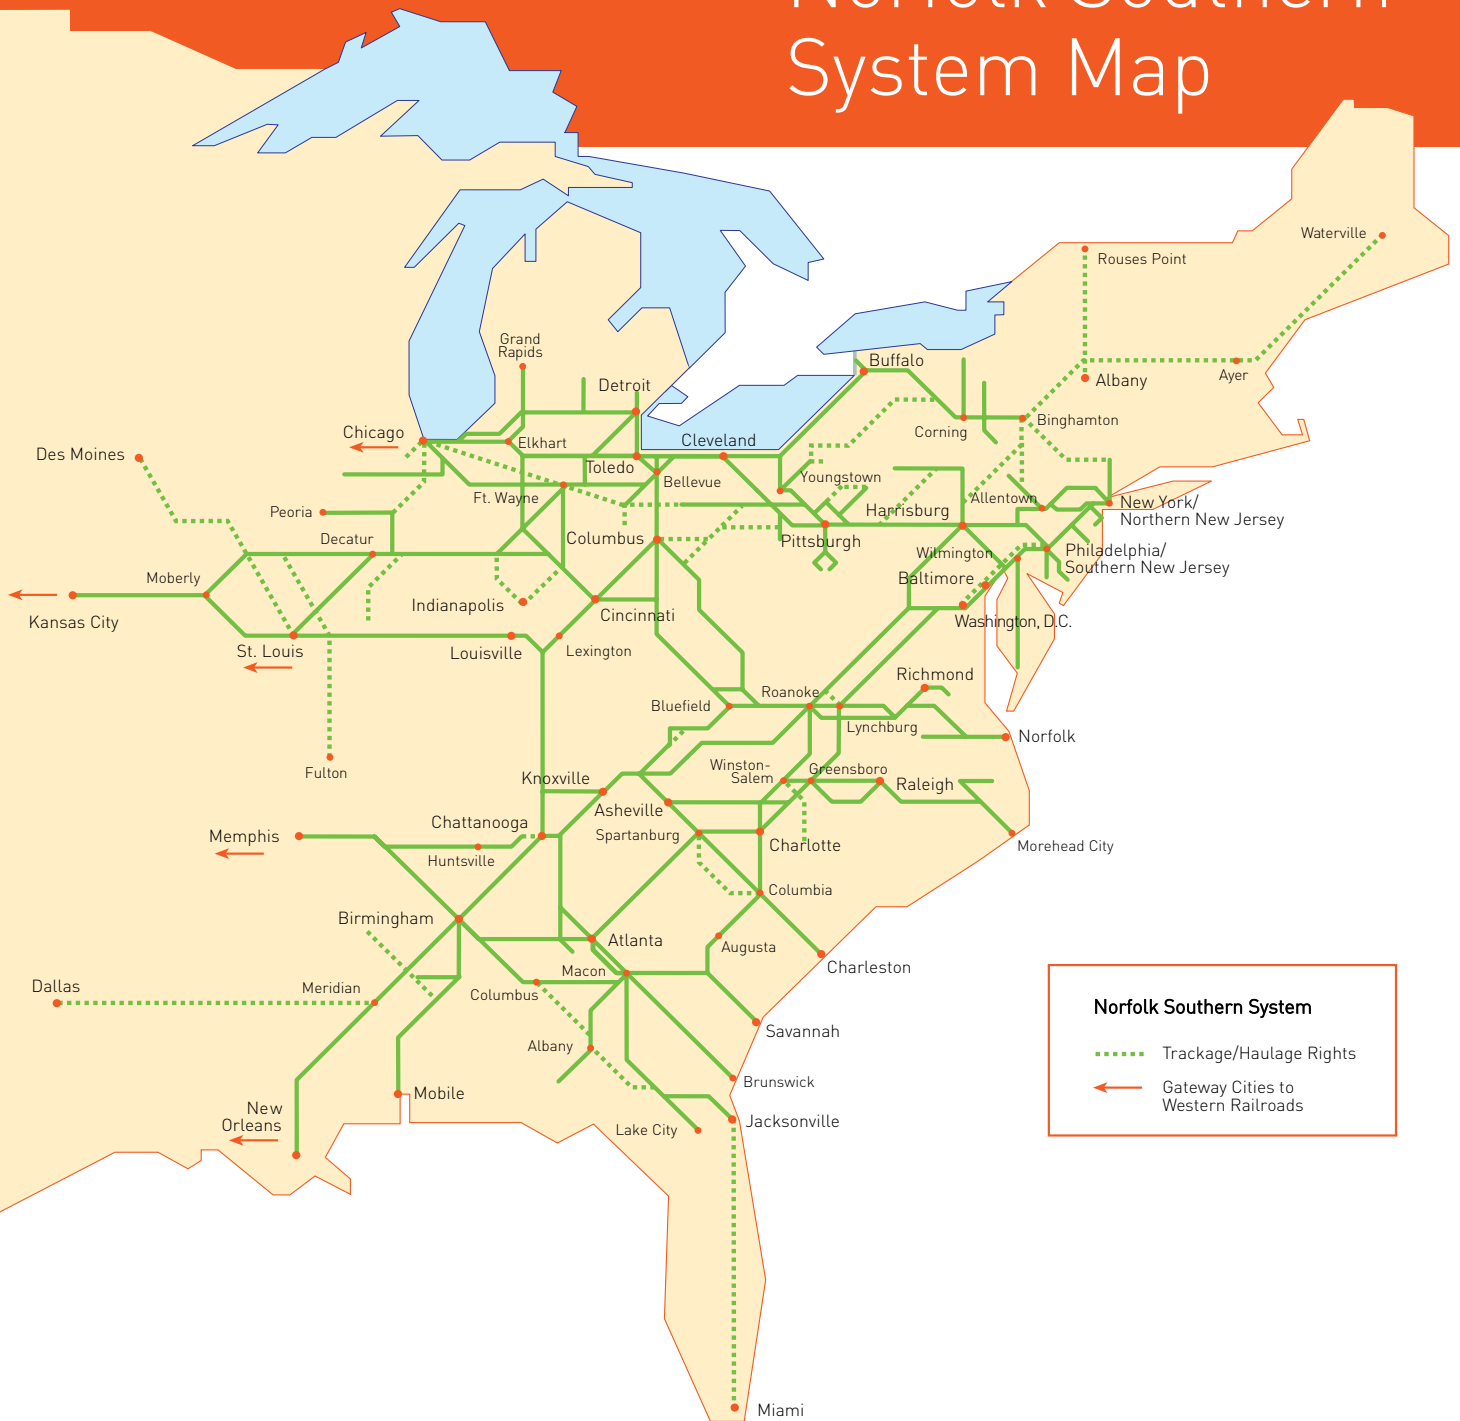 Norfolk Southern
System Map
Waterville
Rouses Point
Grand
Rapids
Buffalo
Ayer
Albany
Detroit
Binghamton
Corning
Chicago
Elkhart
Cleveland
Des Moines
Toledo
Bellevue
Youngstown
Ft. Wayne
Allentown
New York/
Northern New Jersey
Peoria
Harrisburg
Decatur
Columbus
Pittsburgh
Wilmington
Philadelphia/
Southern New Jersey
Moberly
Baltimore
Indianapolis
Kansas City
Cincinnati
Washington, D.C.
St. Louis
Louisville
Lexington
Richmond
Roanoke
Bluefield
Lynchburg
Norfolk
Fulton
Knoxville
Winston-
Salem
Greensboro
Raleigh
Asheville
Memphis
Chattanooga
Spartanburg
Charlotte
Morehead City
Huntsville
Columbia
Birmingham
Atlanta
Augusta
Charleston
Macon
Dallas
Meridian
Columbus
Savannah
Albany
Brunswick
Mobile
New
Orleans
Lake City
Jacksonville
Miami
Norfolk Southern System
Trackage/Haulage Rights
Gateway Cities to
Western Railroads